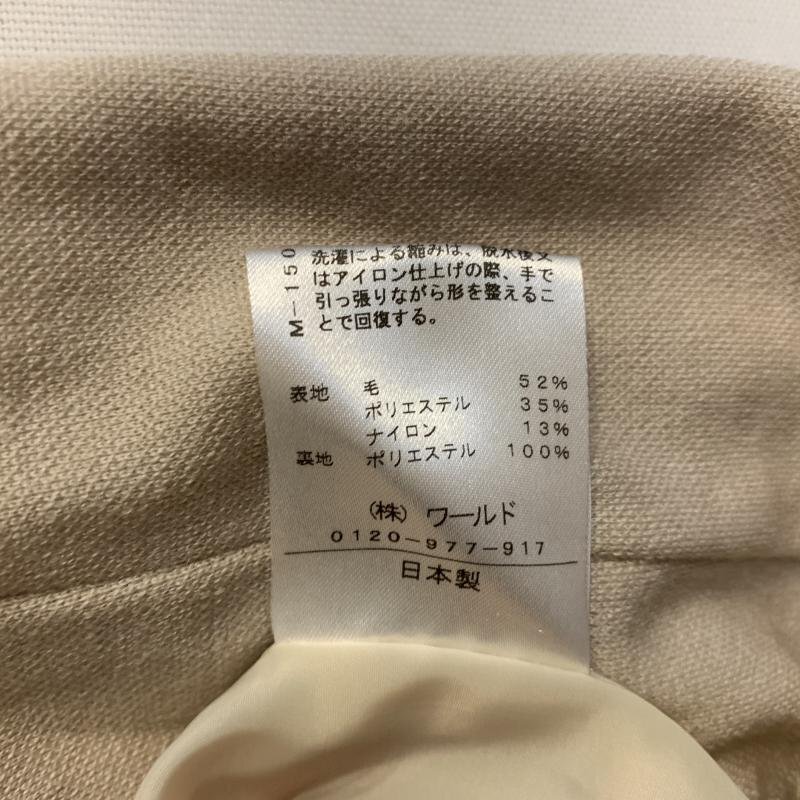 M-150
洗濯による縮みは、脱水後又
はアイロン仕上げの際、手で
引っ張りながら形を整えるこ
とで回復する。
表地 毛 52%
ポリエステル 35%
ナイロン 13%
裏地 ポリエステル 100%
(株) ワールド
0120-977-917
日本製